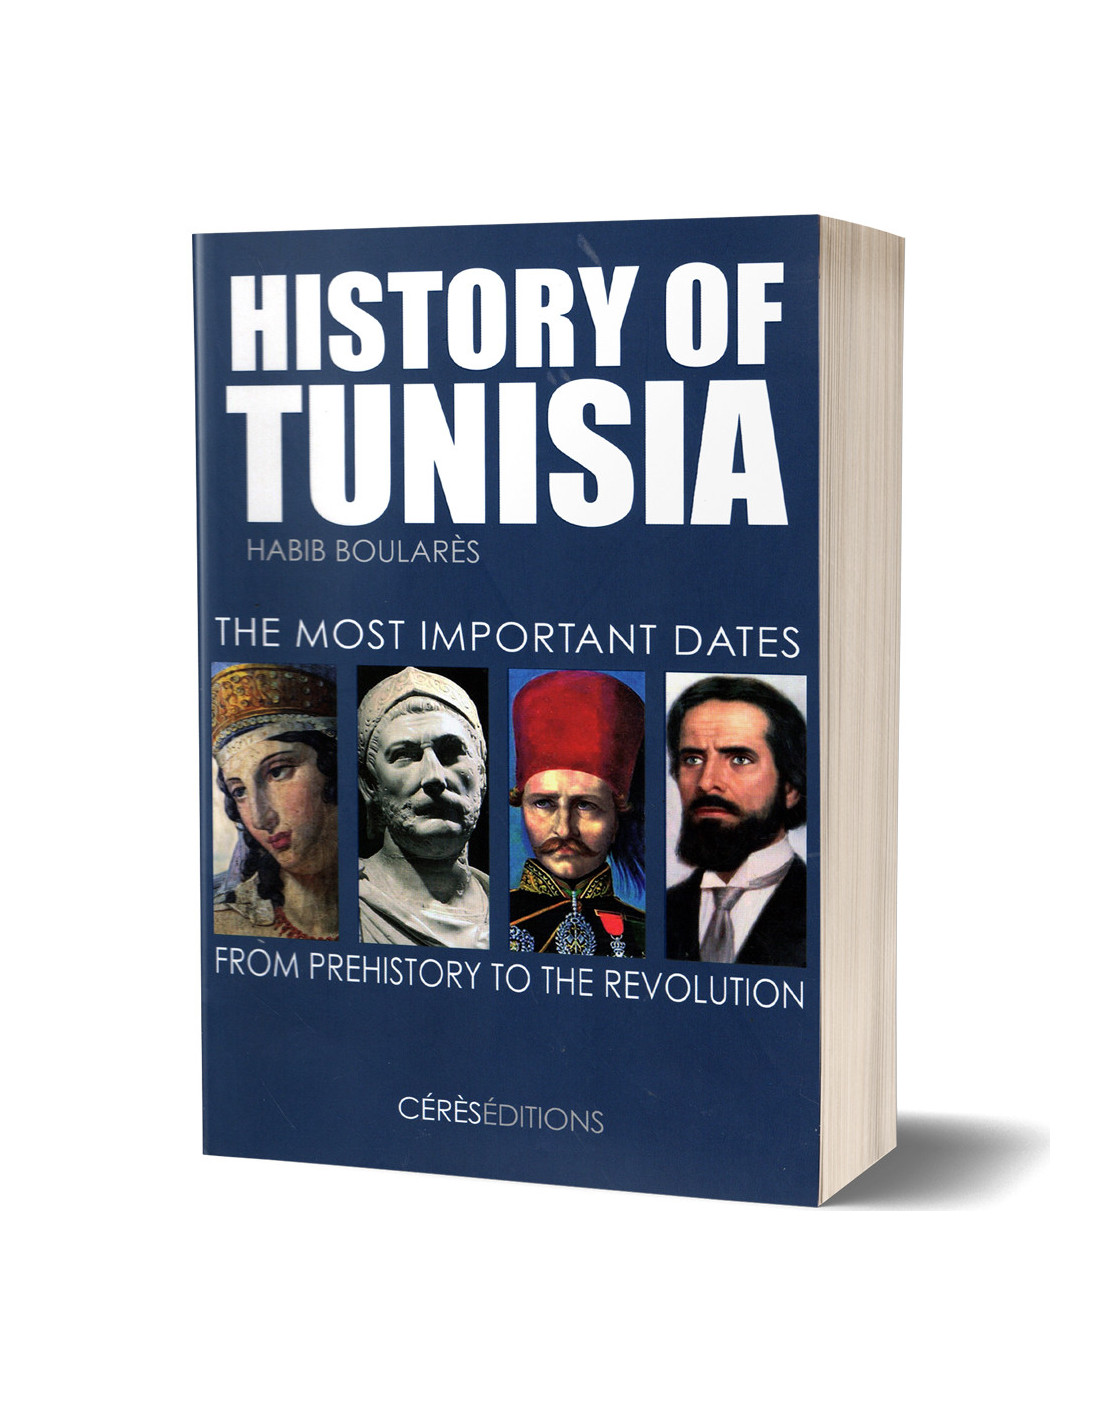 HISTORY OF
TUNISIA
HABIB BOULARÈS
THE MOST IMPORTANT DATES
FROM PREHISTORY TO THE REVOLUTION
CÉRÈSÉDITIONS